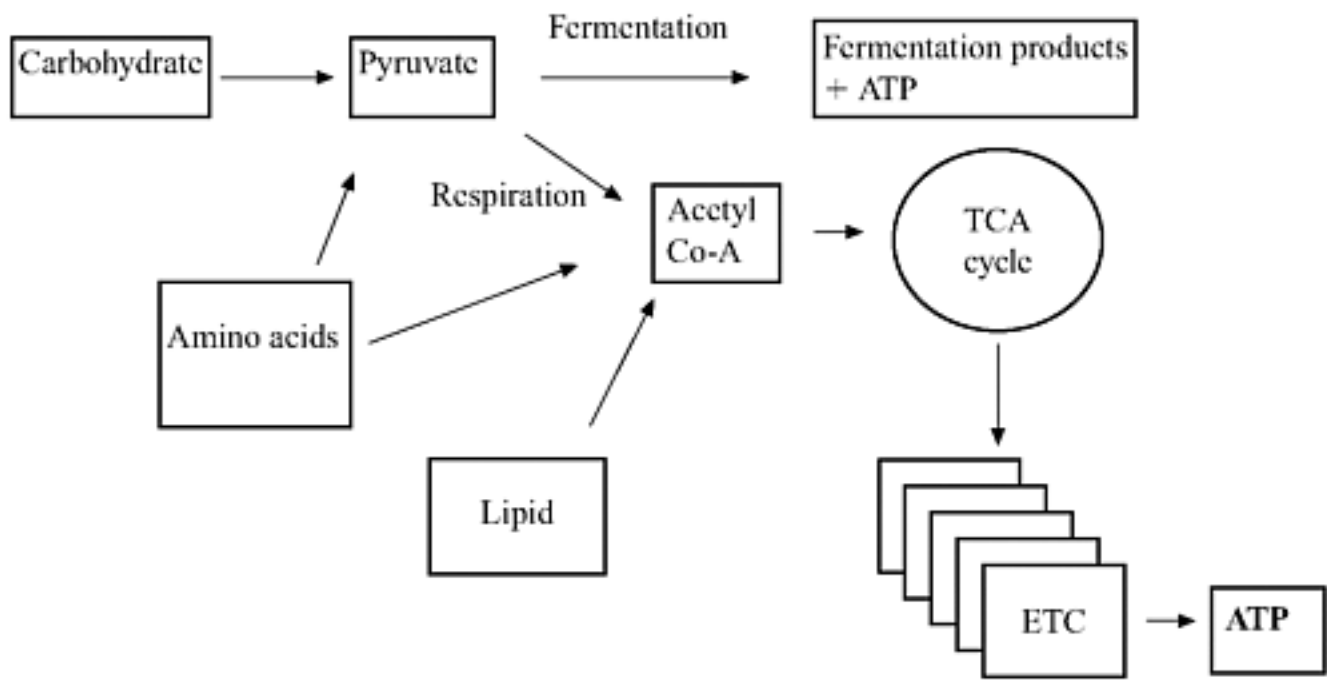 Fermentation
Carbohydrate
Pyruvate
Fermentation products
+ ATP
Respiration
Acetyl
Co-A
TCA
cycle
Amino acids
Lipid
ETC
ATP